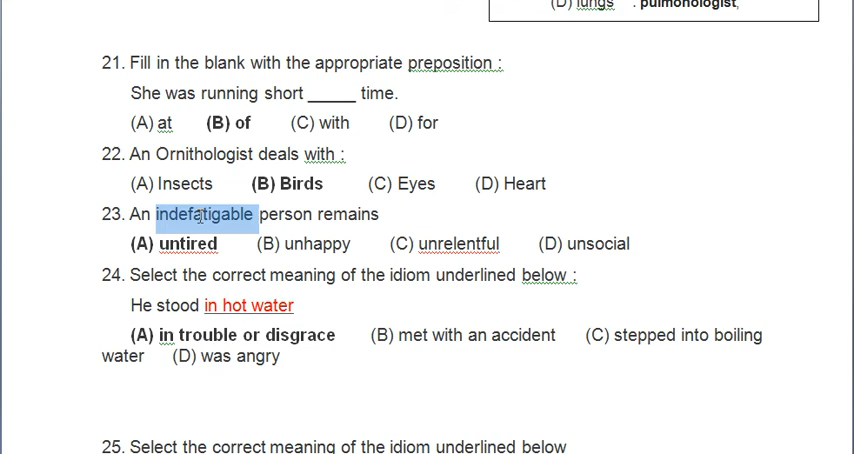 (D) lungs : pulmonologist,
21. Fill in the blank with the appropriate preposition :
She was running short _____ time.
(A) at (B) of (C) with (D) for
22. An Ornithologist deals with :
(A) Insects (B) Birds (C) Eyes (D) Heart
23. An indefatigable person remains
(A) untired (B) unhappy (C) unrelentful (D) unsocial
24. Select the correct meaning of the idiom underlined below :
He stood in hot water
(A) in trouble or disgrace (B) met with an accident (C) stepped into boiling
water (D) was angry
25. Select the correct meaning of the idiom underlined below